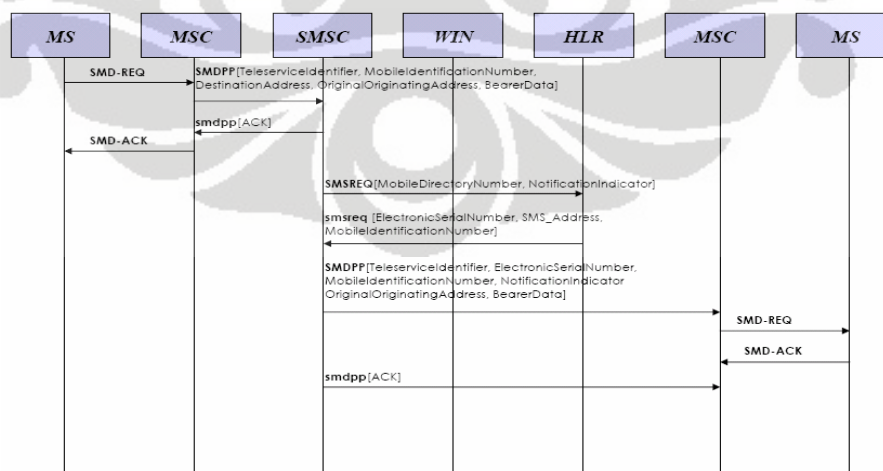 MS MSC SMSC WIN HLR MSC MS
SMD-REQ
SMDPP[TeleserviceIdentifier, MobileIdentificationNumber,
DestinationAddress, OriginalOriginatingAddress, BearerData]
smdpp[ACK]
SMD-ACK
SMSREQ[MobileDirectoryNumber, NotificationIndicator]
smsreq [ElectronicSerialNumber, SMS_Address,
MobileIdentificationNumber]
SMDPP[TeleserviceIdentifier, ElectronicSerialNumber,
MobileIdentificationNumber, NotificationIndicator
OriginalOriginatingAddress, BearerData]
SMD-REQ
SMD-ACK
smdpp[ACK]